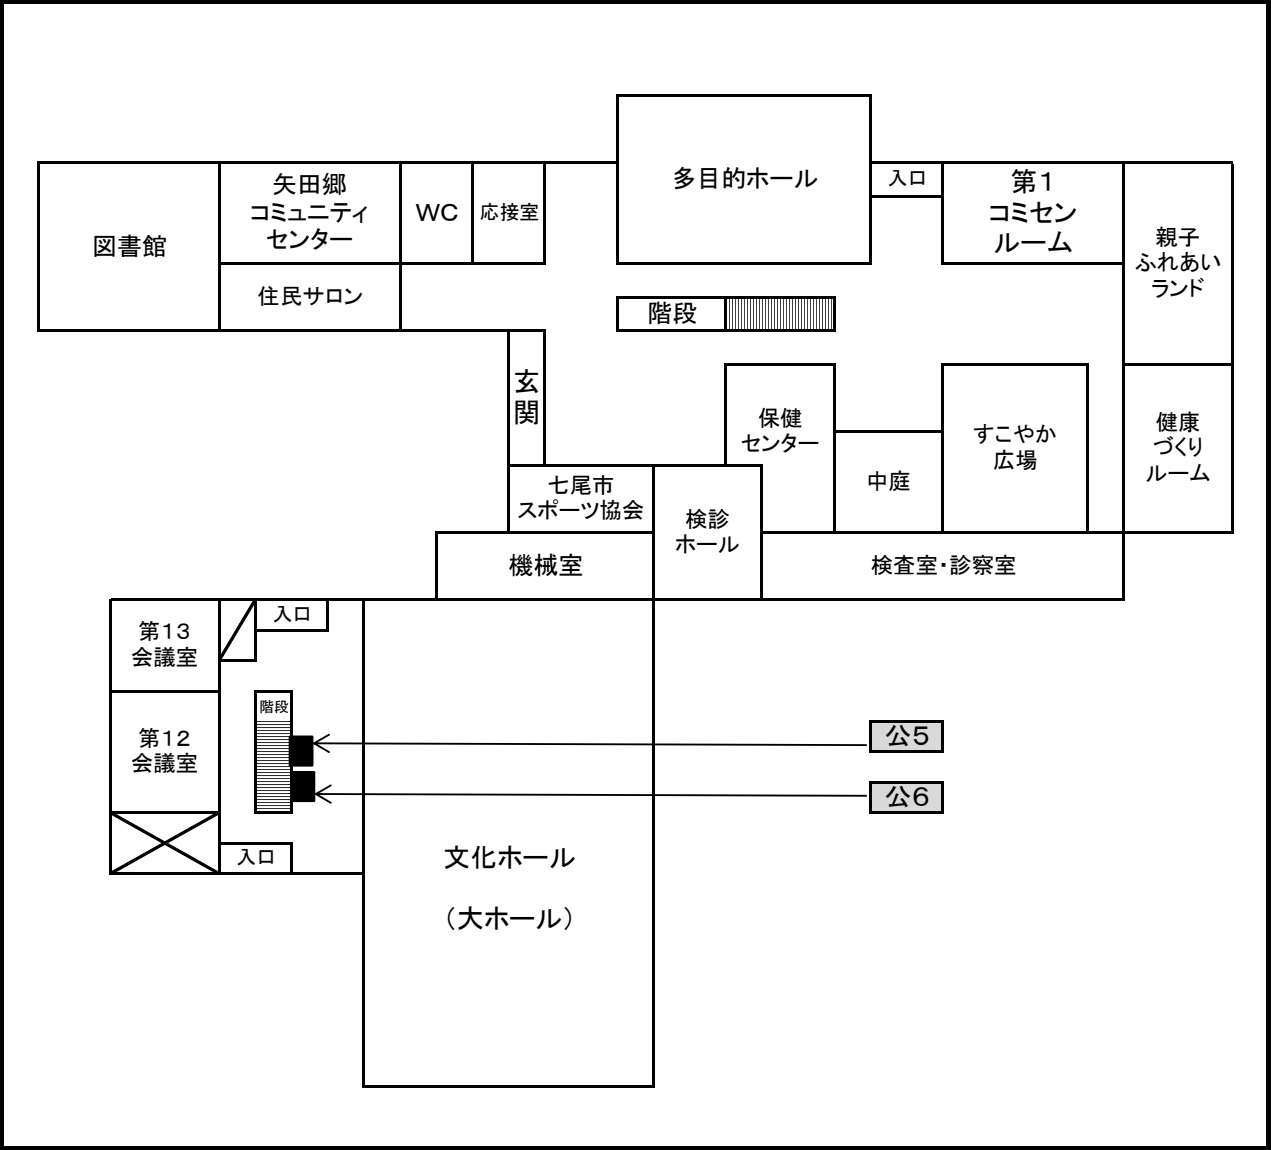 多目的ホール
図書館
矢田郷
コミュニティ
センター
WC
応接室
入口
第1
コミセン
ルーム
親子
ふれあい
ランド
住民サロン
階段
玄
関
保健
センター
中庭
すこやか
広場
健康
づくり
ルーム
七尾市
スポーツ協会
検診
ホール
機械室
検査室・診察室
第13
会議室
入口
階段
第12
会議室
公5
公6
入口
文化ホール
（大ホール）